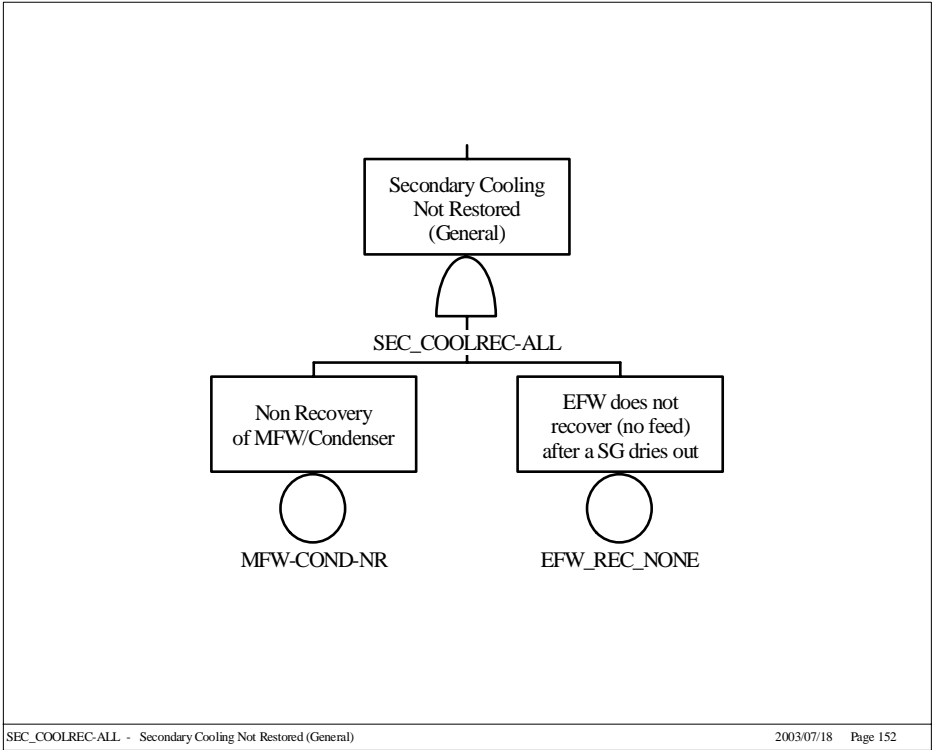 Secondary Cooling
Not Restored
(General)
SEC_COOLREC-ALL
Non Recovery
of MFW/Condenser
MFW-COND-NR
EFW does not
recover (no feed)
after a SG dries out
EFW_REC_NONE
SEC_COOLREC-ALL - Secondary Cooling Not Restored (General) 2003/07/18 Page 152